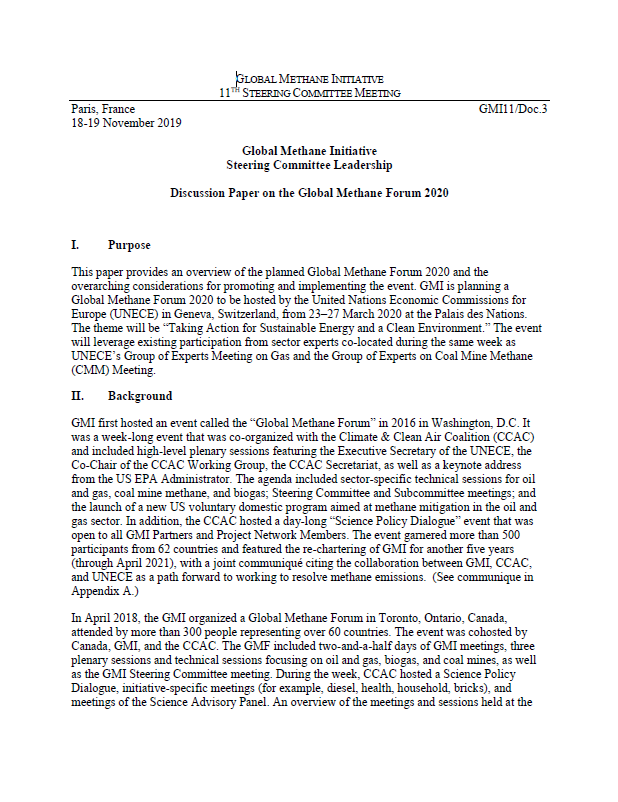 GLOBAL METHANE INITIATIVE
11TH STEERING COMMITTEE MEETING
Paris, France GMI11/Doc.3
18-19 November 2019
Global Methane Initiative
Steering Committee Leadership
Discussion Paper on the Global Methane Forum 2020
I. Purpose
This paper provides an overview of the planned Global Methane Forum 2020 and the
overarching considerations for promoting and implementing the event. GMI is planning a
Global Methane Forum 2020 to be hosted by the United Nations Economic Commissions for
Europe (UNECE) in Geneva, Switzerland, from 23–27 March 2020 at the Palais des Nations.
The theme will be “Taking Action for Sustainable Energy and a Clean Environment.” The event
will leverage existing participation from sector experts co-located during the same week as
UNECE’s Group of Experts Meeting on Gas and the Group of Experts on Coal Mine Methane
(CMM) Meeting.
II. Background
GMI first hosted an event called the “Global Methane Forum” in 2016 in Washington, D.C. It
was a week-long event that was co-organized with the Climate & Clean Air Coalition (CCAC)
and included high-level plenary sessions featuring the Executive Secretary of the UNECE, the
Co-Chair of the CCAC Working Group, the CCAC Secretariat, as well as a keynote address
from the US EPA Administrator. The agenda included sector-specific technical sessions for oil
and gas, coal mine methane, and biogas; Steering Committee and Subcommittee meetings; and
the launch of a new US voluntary domestic program aimed at methane mitigation in the oil and
gas sector. In addition, the CCAC hosted a day-long “Science Policy Dialogue” event that was
open to all GMI Partners and Project Network Members. The event garnered more than 500
participants from 62 countries and featured the re-chartering of GMI for another five years
(through April 2021), with a joint communiqué citing the collaboration between GMI, CCAC,
and UNECE as a path forward to working to resolve methane emissions. (See communique in
Appendix A.)
In April 2018, the GMI organized a Global Methane Forum in Toronto, Ontario, Canada,
attended by more than 300 people representing over 60 countries. The event was cohosted by
Canada, GMI, and the CCAC. The GMF included two-and-a-half days of GMI meetings, three
plenary sessions and technical sessions focusing on oil and gas, biogas, and coal mines, as well
as the GMI Steering Committee meeting. During the week, CCAC hosted a Science Policy
Dialogue, initiative-specific meetings (for example, diesel, health, household, bricks), and
meetings of the Science Advisory Panel. An overview of the meetings and sessions held at the